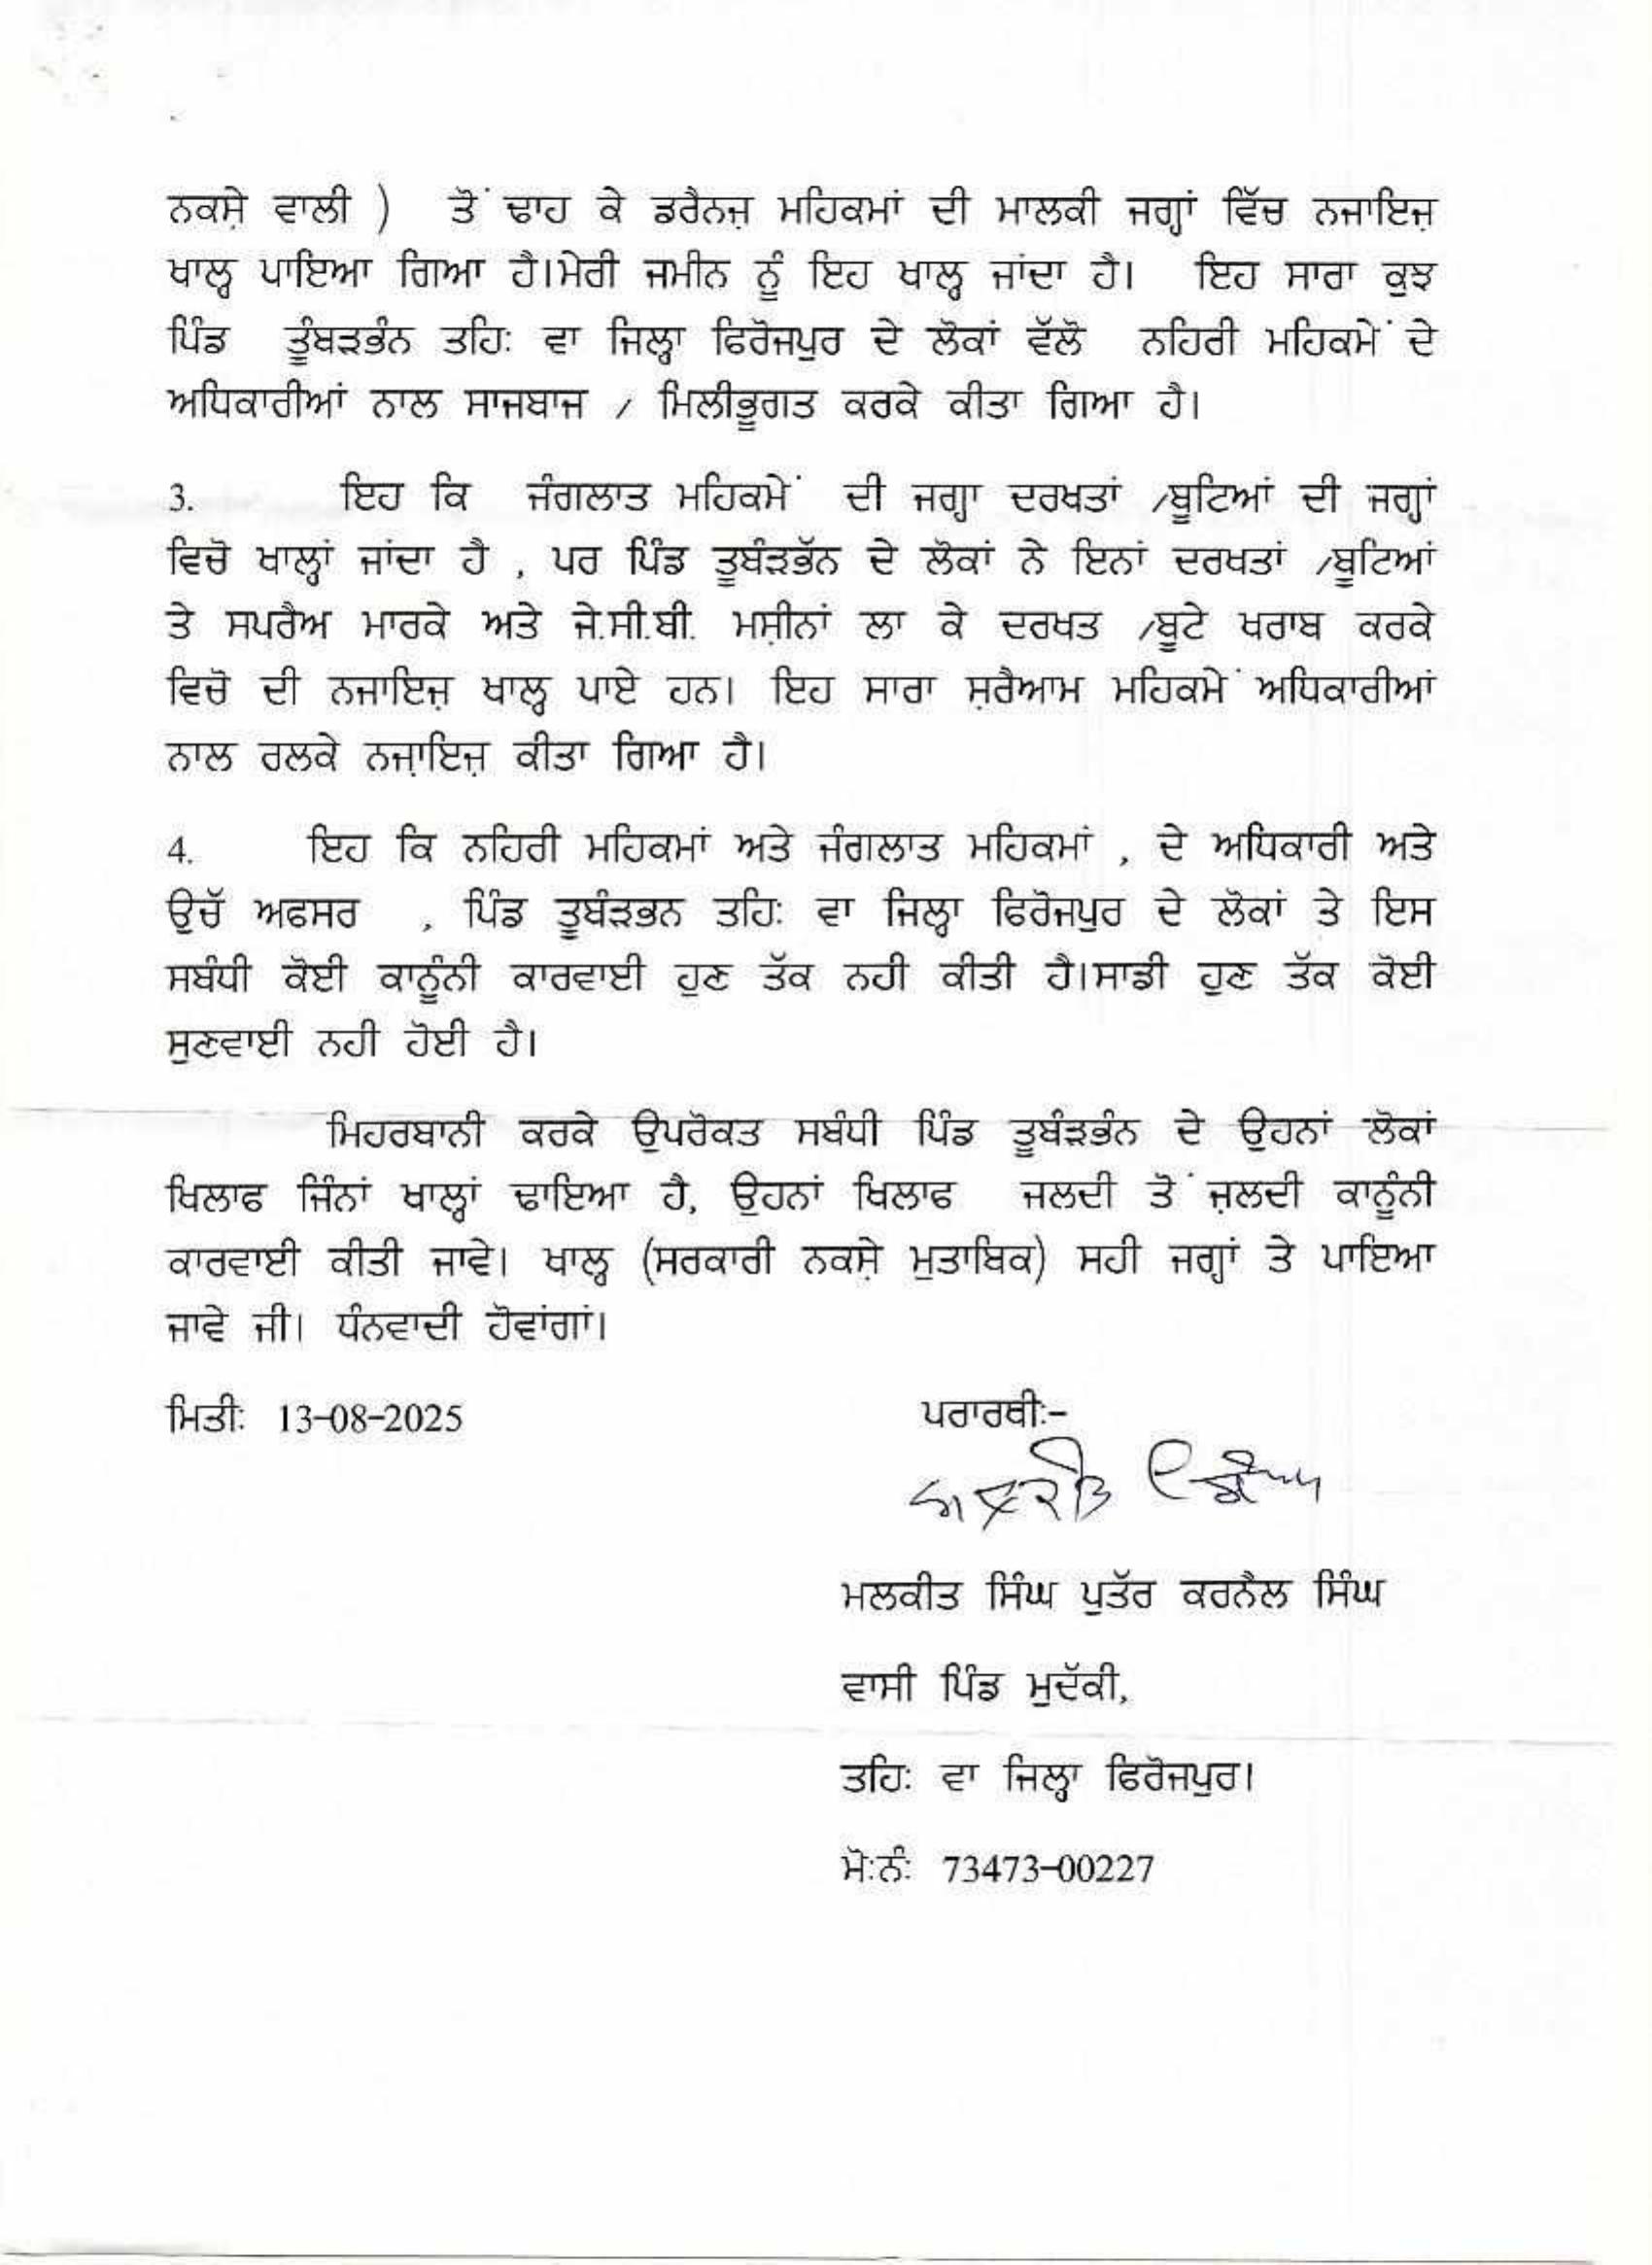 ਨਕਸ਼ੇ ਵਾਲੀ ) ਤੋਂ ਢਾਹ ਕੇ ਡਰੈਨਜ਼ ਮਹਿਕਮਾਂ ਦੀ ਮਾਲਕੀ ਜਗ੍ਹਾਂ ਵਿੱਚ ਨਜਾਇਜ਼
ਖਾਲ੍ਹ ਪਾਇਆ ਗਿਆ ਹੈ।ਮੇਰੀ ਜਮੀਨ ਨੂੰ ਇਹ ਖਾਲ੍ਹ ਜਾਂਦਾ ਹੈ। ਇਹ ਸਾਰਾ ਕੁਝ
ਪਿੰਡ ਤੂੰਬੜਭੰਨ ਤਹਿ: ਵਾ ਜਿਲ੍ਹਾ ਫਿਰੋਜਪੁਰ ਦੇ ਲੋਕਾਂ ਵੱਲੋ ਨਹਿਰੀ ਮਹਿਕਮੇਂ ਦੇ
ਅਧਿਕਾਰੀਆਂ ਨਾਲ ਸਾਜਬਾਜ / ਮਿਲੀਭੂਗਤ ਕਰਕੇ ਕੀਤਾ ਗਿਆ ਹੈ।
3. ਇਹ ਕਿ ਜੰਗਲਾਤ ਮਹਿਕਮੇਂ ਦੀ ਜਗ੍ਹਾ ਦਰਖਤਾਂ /ਬੂਟਿਆਂ ਦੀ ਜਗ੍ਹਾਂ
ਵਿਚੋ ਖਾਲ੍ਹਾਂ ਜਾਂਦਾ ਹੈ , ਪਰ ਪਿੰਡ ਤੂਬੰੜਭੱਨ ਦੇ ਲੋਕਾਂ ਨੇ ਇਨਾਂ ਦਰਖਤਾਂ /ਬੂਟਿਆਂ
ਤੇ ਸਪਰੈਅ ਮਾਰਕੇ ਅਤੇ ਜੇ.ਸੀ.ਬੀ. ਮਸ਼ੀਨਾਂ ਲਾ ਕੇ ਦਰਖਤ /ਬੂਟੇ ਖਰਾਬ ਕਰਕੇ
ਵਿਚੋ ਦੀ ਨਜਾਇਜ਼ ਖਾਲ੍ਹ ਪਾਏ ਹਨ। ਇਹ ਸਾਰਾ ਸ਼ਰੈਆਮ ਮਹਿਕਮੇਂ ਅਧਿਕਾਰੀਆਂ
ਨਾਲ ਰਲਕੇ ਨਜ਼ਾਇਜ਼ ਕੀਤਾ ਗਿਆ ਹੈ।
4. ਇਹ ਕਿ ਨਹਿਰੀ ਮਹਿਕਮਾਂ ਅਤੇ ਜੰਗਲਾਤ ਮਹਿਕਮਾਂ , ਦੇ ਅਧਿਕਾਰੀ ਅਤੇ
ਉਚੱ ਅਫਸਰ , ਪਿੰਡ ਤੂਬੰੜਭਨ ਤਹਿ: ਵਾ ਜਿਲ੍ਹਾ ਫਿਰੋਜਪੁਰ ਦੇ ਲੋਕਾਂ ਤੇ ਇਸ
ਸਬੰਧੀ ਕੋਈ ਕਾਨੂੰਨੀ ਕਾਰਵਾਈ ਹੁਣ ਤੱਕ ਨਹੀ ਕੀਤੀ ਹੈ।ਸਾਡੀ ਹੁਣ ਤੱਕ ਕੋਈ
ਸੁਣਵਾਈ ਨਹੀ ਹੋਈ ਹੈ।
ਮਿਹਰਬਾਨੀ ਕਰਕੇ ਉਪਰੋਕਤ ਸਬੰਧੀ ਪਿੰਡ ਤੂਬੰੜਭੰਨ ਦੇ ਉਹਨਾਂ ਲੋਕਾਂ
ਖਿਲਾਫ ਜਿੰਨਾਂ ਖਾਲ੍ਹਾਂ ਢਾਇਆ ਹੈ, ਉਹਨਾਂ ਖਿਲਾਫ ਜਲਦੀ ਤੋਂ ਜ਼ਲਦੀ ਕਾਨੂੰਨੀ
ਕਾਰਵਾਈ ਕੀਤੀ ਜਾਵੇ। ਖਾਲ੍ਹ (ਸਰਕਾਰੀ ਨਕਸ਼ੇ ਮੁਤਾਬਿਕ) ਸਹੀ ਜਗ੍ਹਾਂ ਤੇ ਪਾਇਆ
ਜਾਵੇ ਜੀ। ਧੰਨਵਾਦੀ ਹੋਵਾਂਗਾਂ।
ਮਿਤੀ: 13-08-2025 ਪਰਾਰਥੀ:-
ਮਲਕੀਤ ਸਿੰਘ
ਮਲਕੀਤ ਸਿੰਘ ਪੁਤੱਰ ਕਰਨੈਲ ਸਿੰਘ
ਵਾਸੀ ਪਿੰਡ ਮੁਦੱਕੀ,
ਤਹਿ: ਵਾ ਜਿਲ੍ਹਾ ਫਿਰੋਜਪੁਰ।
ਮੋ:ਨੰ: 73473-00227